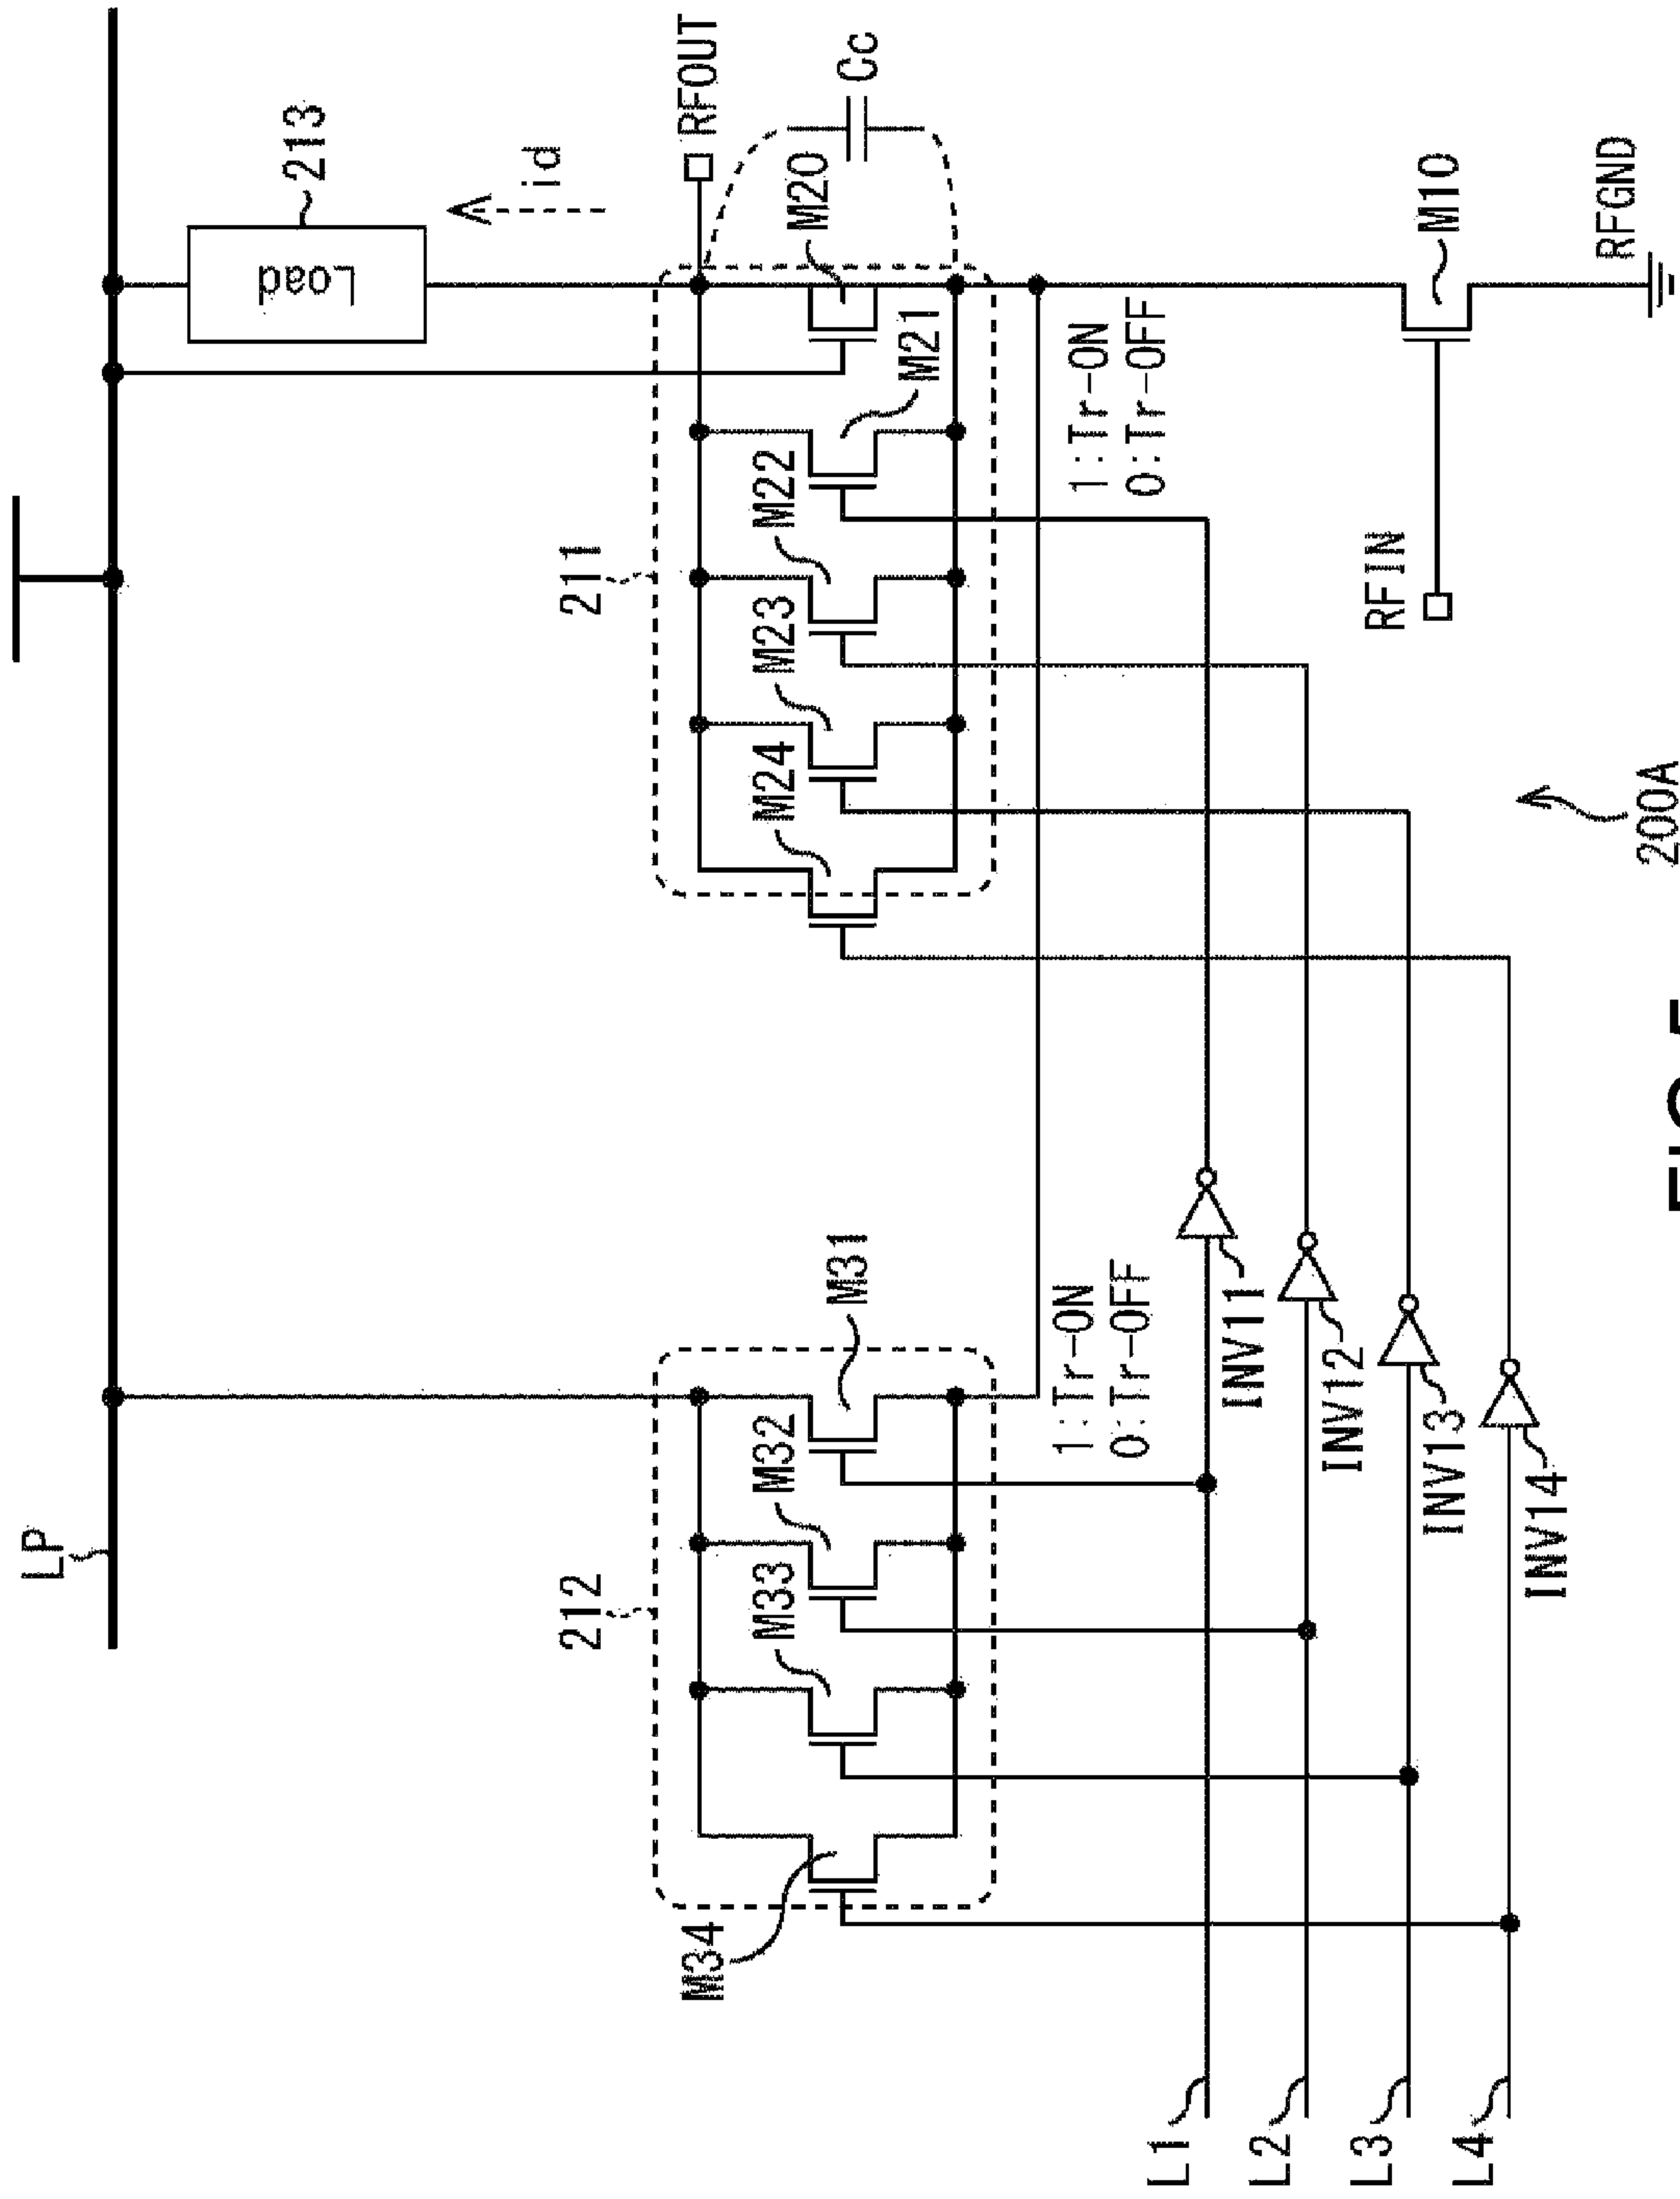 LP
213
Load
id
RFOUT
Cc
211
M20
M21
M22
M23
M24
212
M31
M32
M33
M34
1:Tr-ON
0:Tr-OFF
1:Tr-ON
0:Tr-OFF
RFIN
M10
RFGND
INV11
INV12
INV13
INV14
L1
L2
L3
L4
200A